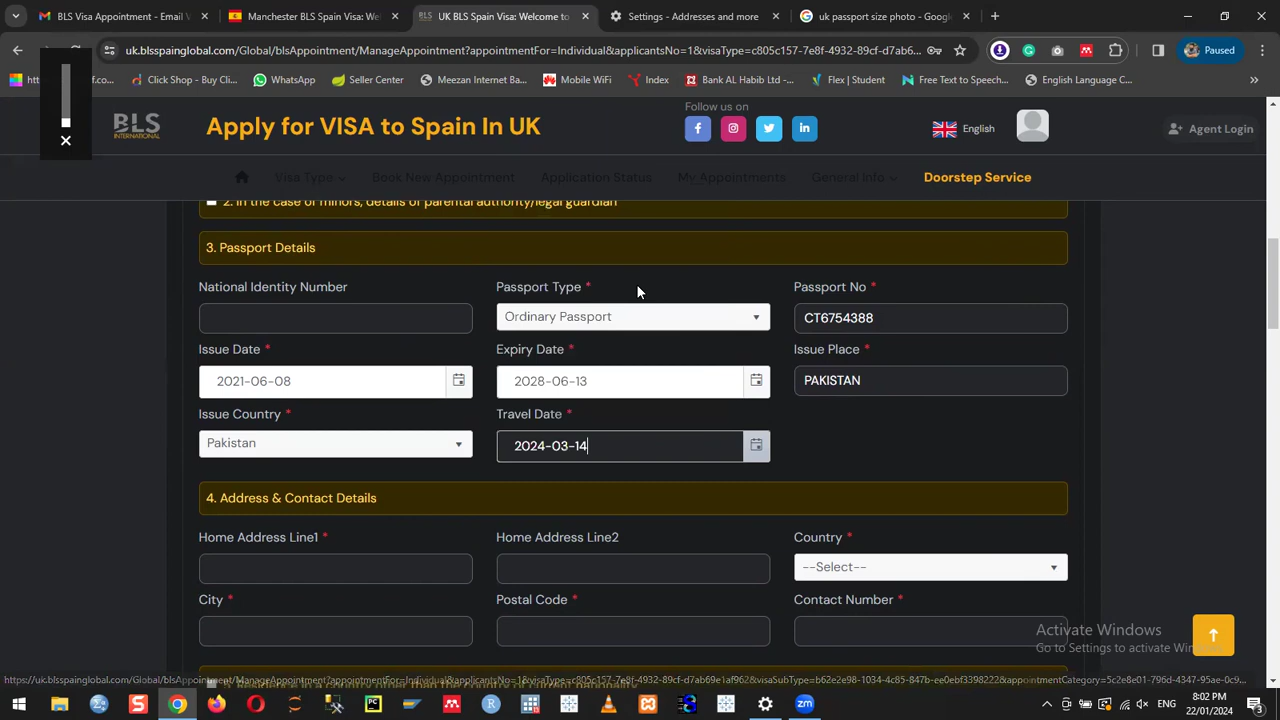 BLS Visa Appointment - Email V
Manchester BLS Spain Visa: We
UK BLS Spain Visa: Welcome to
Settings - Addresses and more
uk passport size photo - Google
uk.blsspainglobal.com/Global/blsAppointment/ManageAppointment?appointmentFor=Individual&applicantsNo=1&visaType=c805c157-7e8f-4932-89cf-d7ab6...
Paused
Click Shop - Buy Cli...
WhatsApp
Seller Center
Meezan Internet Ba...
Mobile WiFi
Index
Bank AL Habib Ltd -...
Flex | Student
Free Text to Speech...
English Language C...
BLS
INTERNATIONAL
Apply for VISA to Spain In UK
Follow us on
English
Agent Login
Visa Type
Book New Appointment
Application Status
My Appointments
General Info
Doorstep Service
2. In the case of minors, details of parental authority/legal guardian
3. Passport Details
National Identity Number
Passport Type *
Passport No *
Ordinary Passport
CT6754388
Issue Date *
Expiry Date *
Issue Place *
2021-06-08
2028-06-13
PAKISTAN
Issue Country *
Travel Date *
Pakistan
2024-03-14
4. Address & Contact Details
Home Address Line1 *
Home Address Line2
Country *
--Select--
City *
Postal Code *
Contact Number *
Activate Windows
Go to Settings to activate Windows.
8:02 PM
ENG
22/01/2024